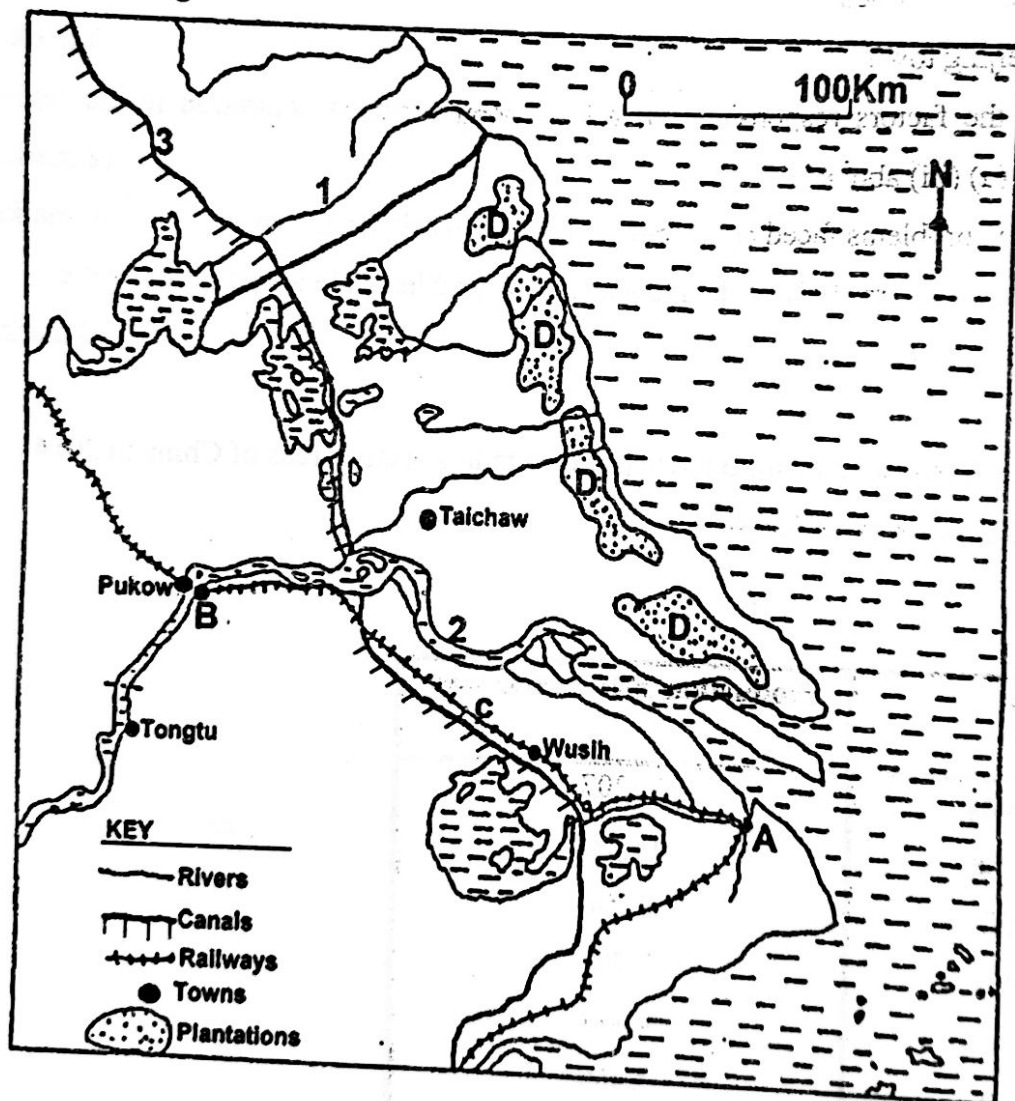 0 100Km
N
3
1
D
D
D
Taichaw
Pukow
B
2
D
c
Wusih
Tongtu
A
KEY
Rivers
Canals
Railways
Towns
Plantations